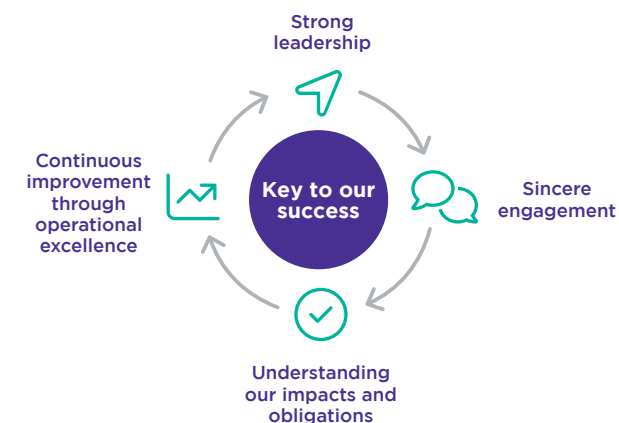 Strong
leadership
Continuous
improvement
through
operational
excellence
Key to our
success
Sincere
engagement
Understanding
our impacts and
obligations